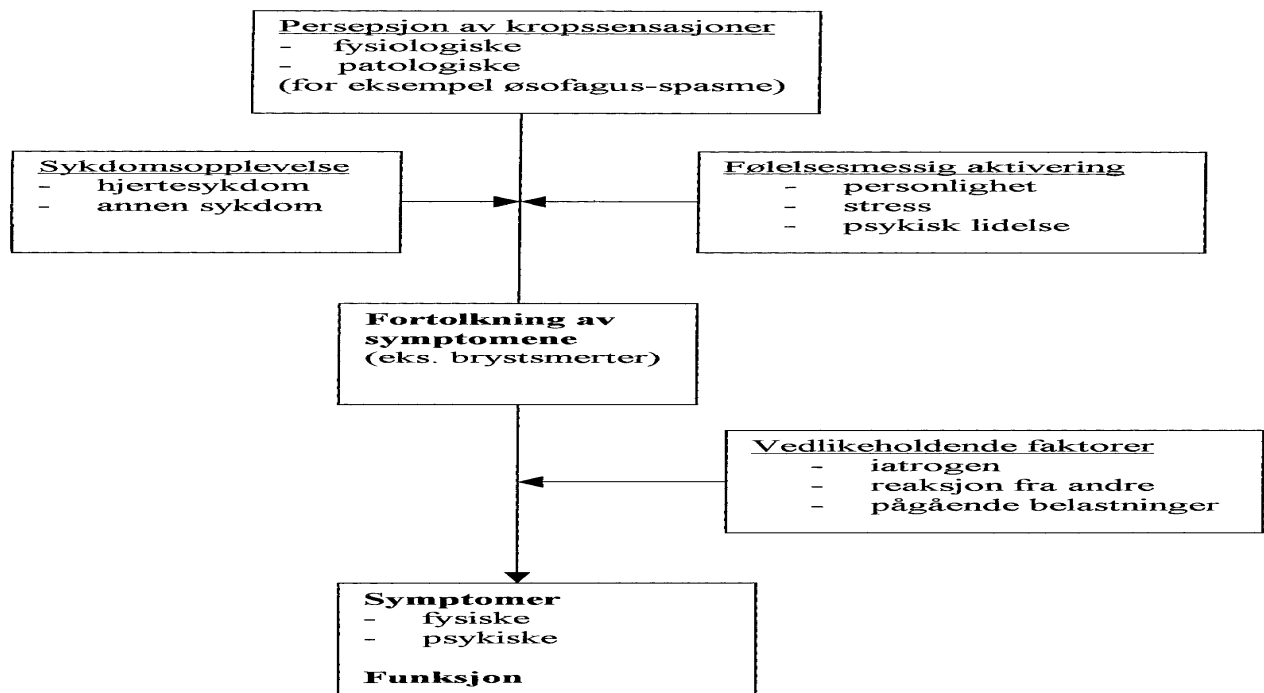 Persepsjon av kropssensasjoner
- fysiologiske
- patologiske
(for eksempel øsofagus-spasme)
Sykdomsopplevelse
- hjertesykdom
- annen sykdom
Følelsesmessig aktivering
- personlighet
- stress
- psykisk lidelse
Fortolkning av
symptomene
(eks. brystsmerter)
Vedlikeholdende faktorer
- iatrogen
- reaksjon fra andre
- pågående belastninger
Symptomer
- fysiske
- psykiske
Funksjon